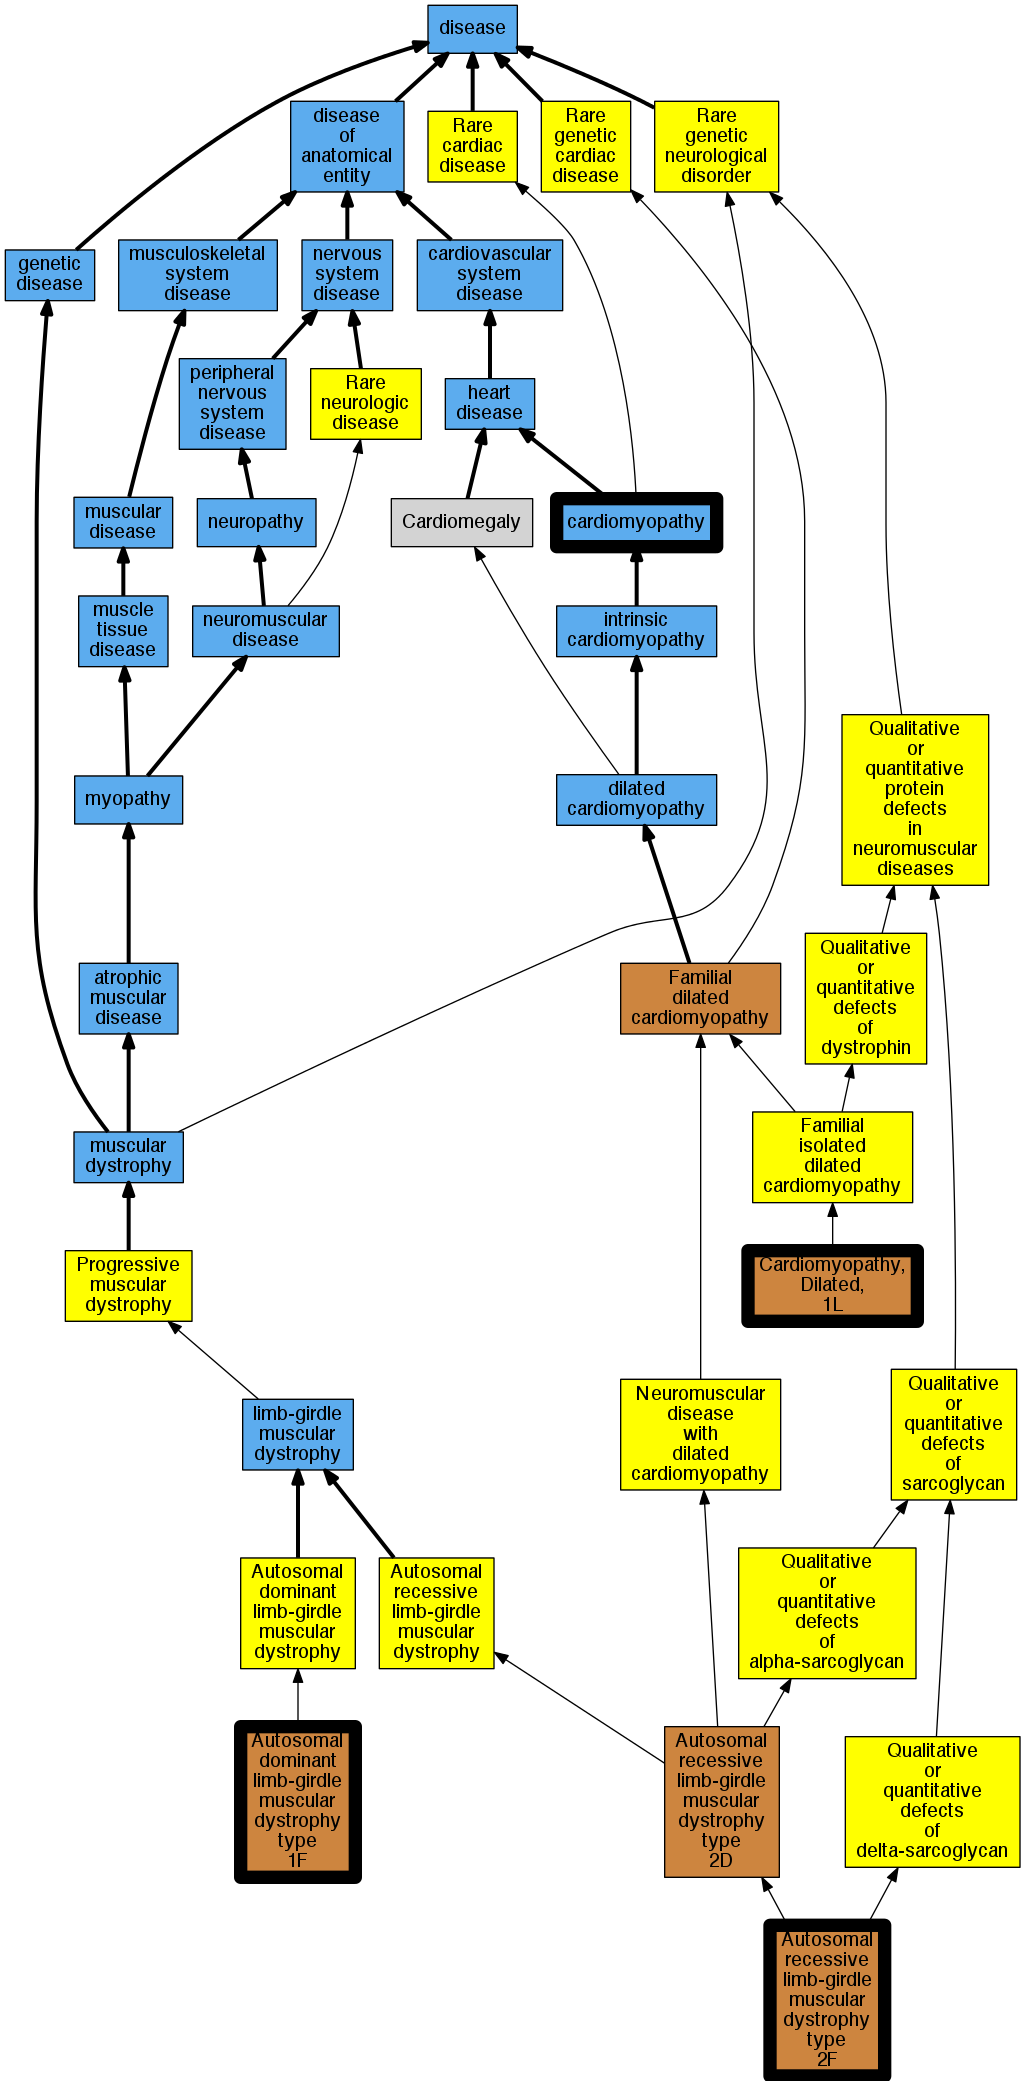 disease
disease
of
anatomical
entity
Rare
cardiac
disease
Rare
genetic
cardiac
disease
Rare
genetic
neurological
disorder
genetic
disease
musculoskeletal
system
disease
nervous
system
disease
cardiovascular
system
disease
peripheral
nervous
system
disease
Rare
neurologic
disease
heart
disease
muscular
disease
neuropathy
Cardiomegaly
cardiomyopathy
muscle
tissue
disease
neuromuscular
disease
intrinsic
cardiomyopathy
Qualitative
or
quantitative
protein
defects
in
neuromuscular
diseases
myopathy
dilated
cardiomyopathy
atrophic
muscular
disease
Familial
dilated
cardiomyopathy
Qualitative
or
quantitative
defects
of
dystrophin
muscular
dystrophy
Familial
isolated
dilated
cardiomyopathy
Progressive
muscular
dystrophy
Cardiomyopathy,
Dilated,
1L
limb-girdle
muscular
dystrophy
Neuromuscular
disease
with
dilated
cardiomyopathy
Qualitative
or
quantitative
defects
of
sarcoglycan
Autosomal
dominant
limb-girdle
muscular
dystrophy
Autosomal
recessive
limb-girdle
muscular
dystrophy
Qualitative
or
quantitative
defects
of
alpha-sarcoglycan
Autosomal
dominant
limb-girdle
muscular
dystrophy
type
1F
Autosomal
recessive
limb-girdle
muscular
dystrophy
type
2D
Qualitative
or
quantitative
defects
of
delta-sarcoglycan
Autosomal
recessive
limb-girdle
muscular
dystrophy
type
2F